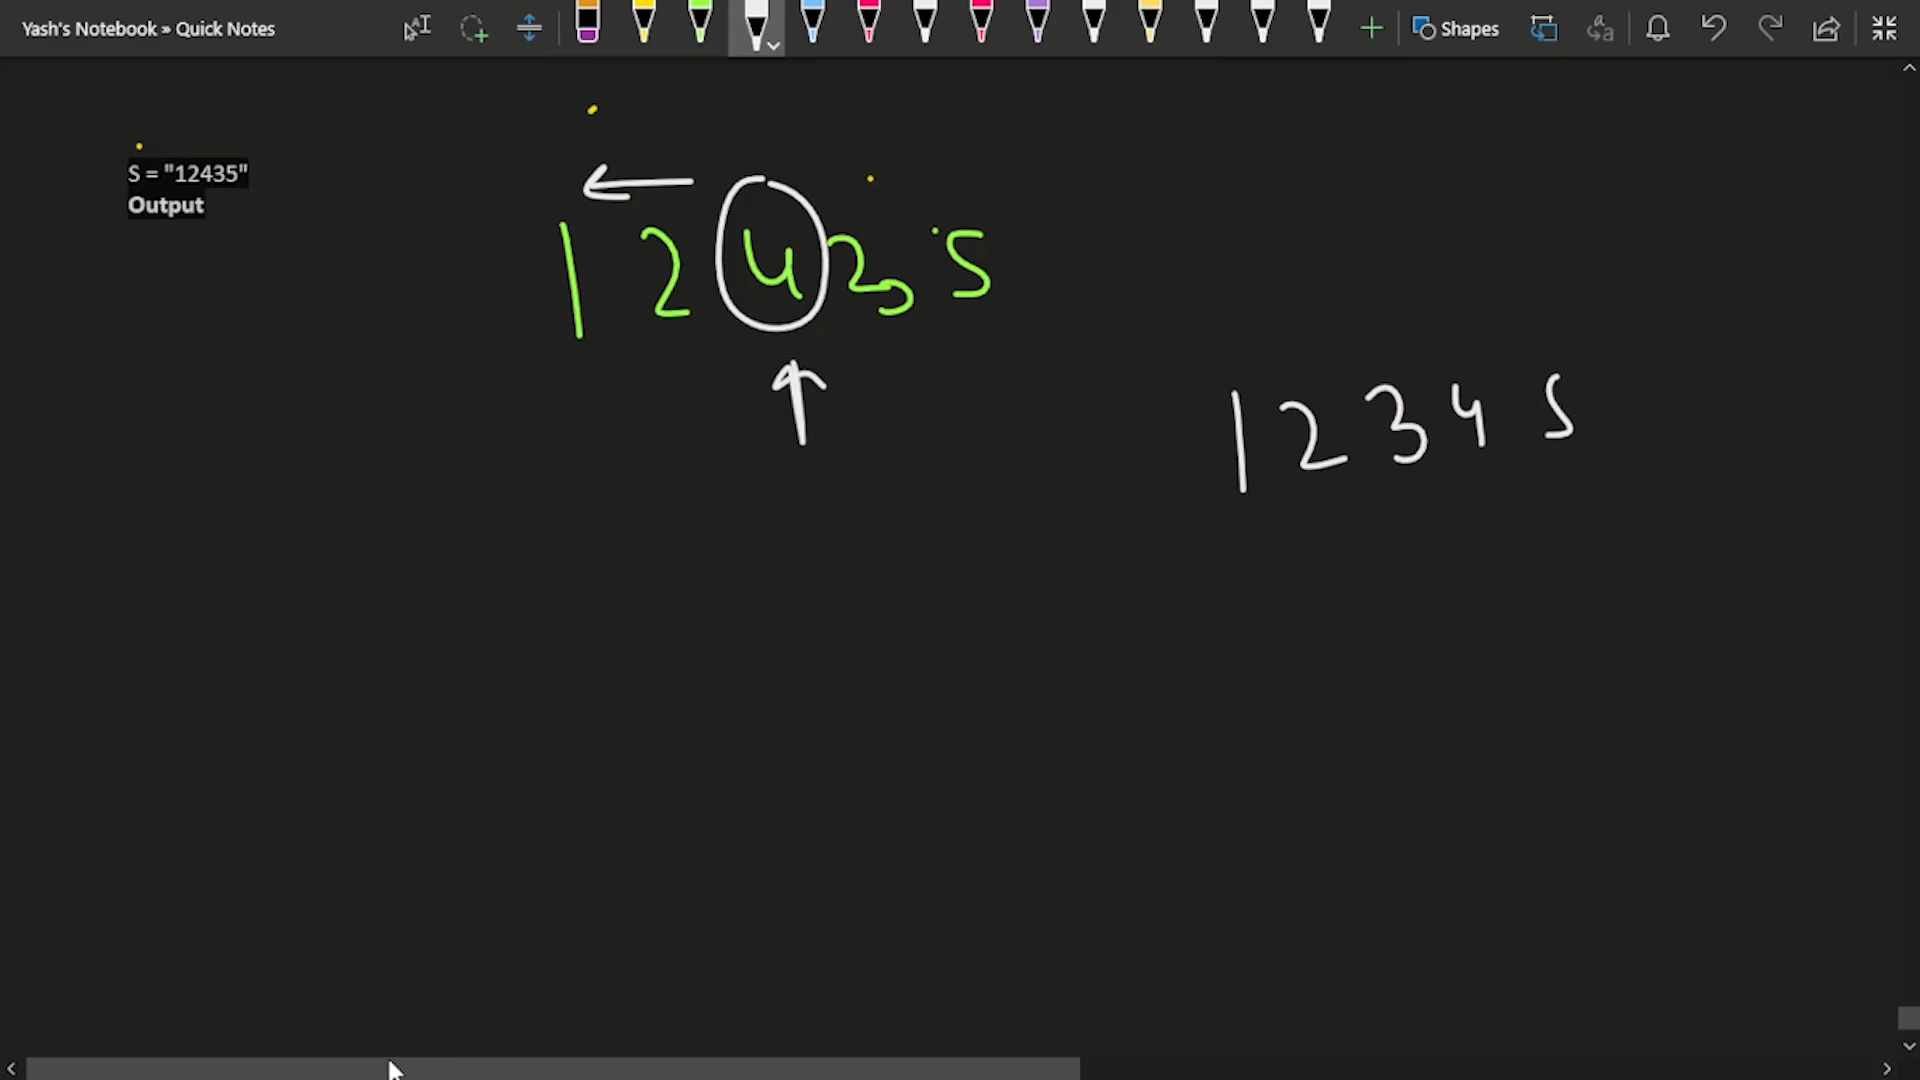 Yash's Notebook » Quick Notes
Shapes
S = "12435"
Output
1 2 4 3 5
1 2 3 4 5